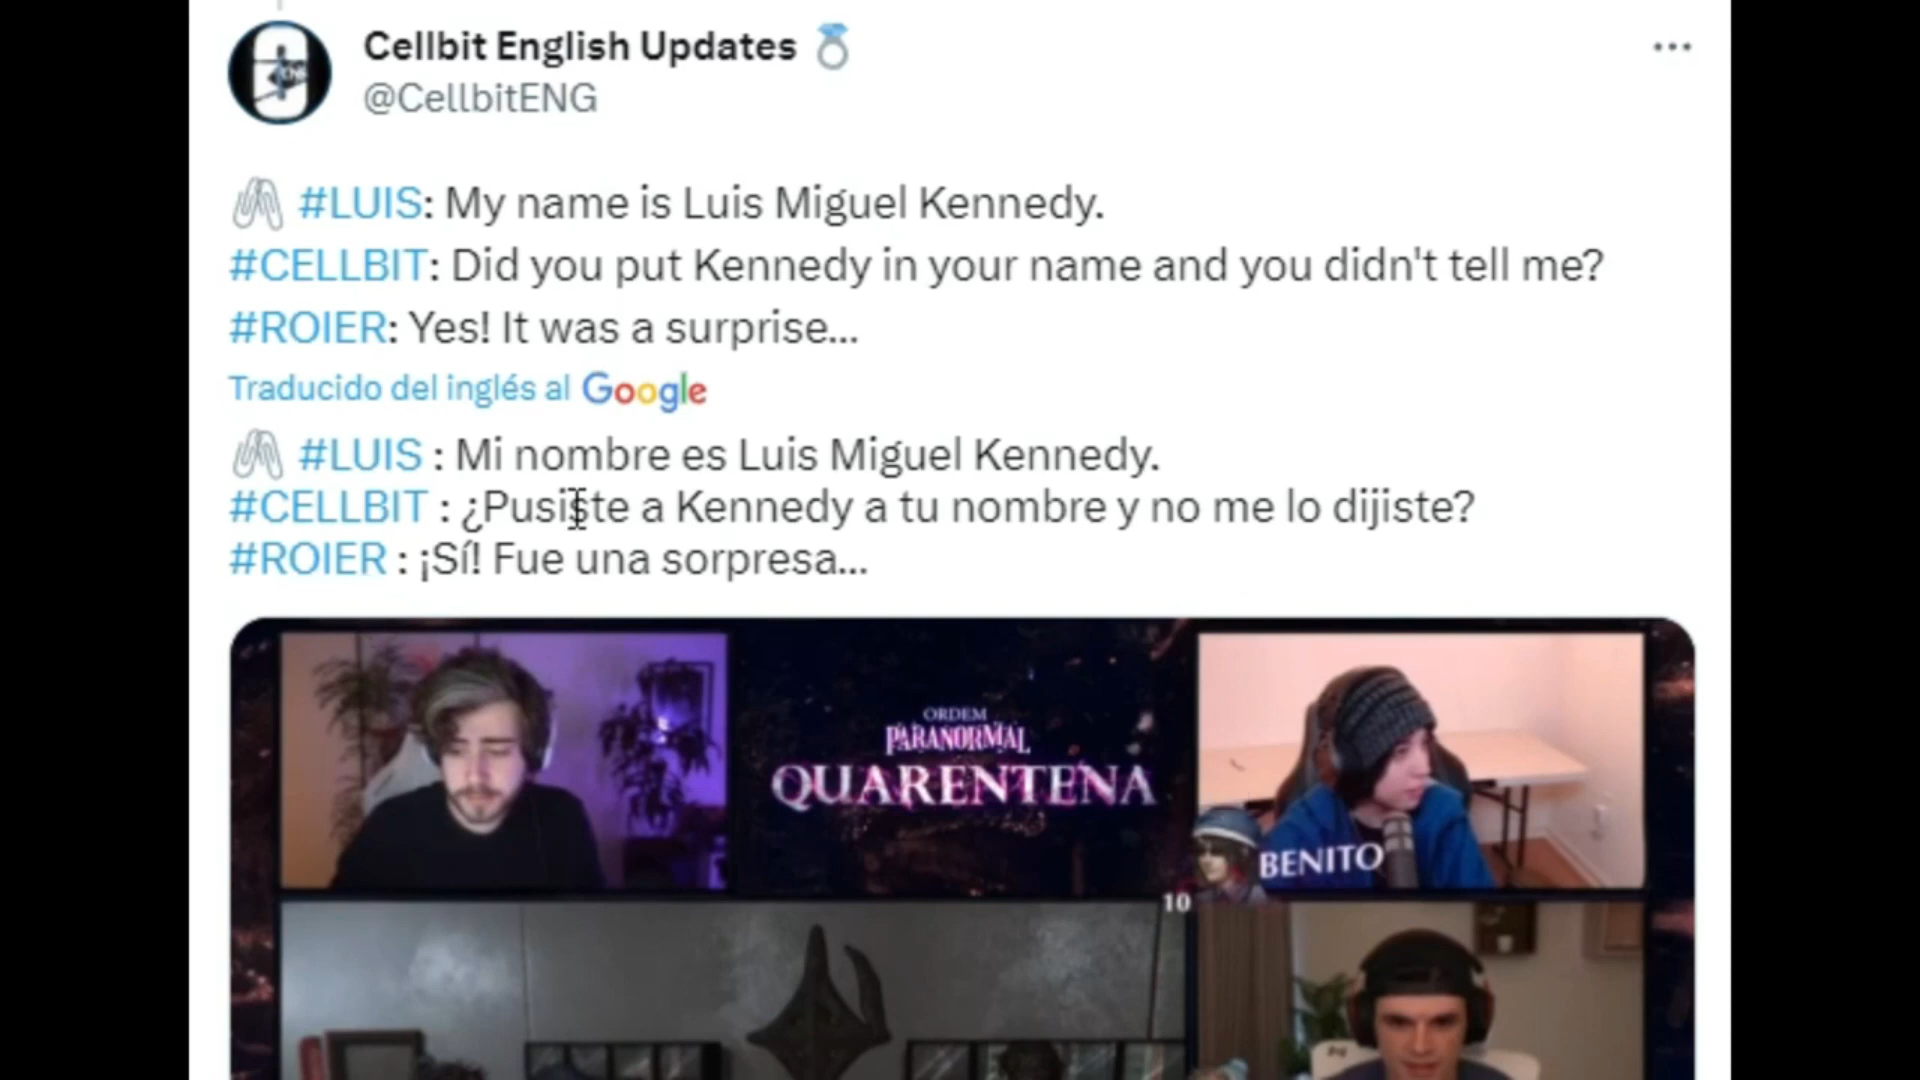 Cellbit English Updates 💍
@CellbitENG
🖇️ #LUIS: My name is Luis Miguel Kennedy.
#CELLBIT: Did you put Kennedy in your name and you didn't tell me?
#ROIER: Yes! It was a surprise...
Traducido del inglés al Google
🖇️ #LUIS : Mi nombre es Luis Miguel Kennedy.
#CELLBIT : ¿Pusiste a Kennedy a tu nombre y no me lo dijiste?
#ROIER : ¡Sí! Fue una sorpresa...
ORDEM
PARANORMAL
QUARENTENA
BENITO
10